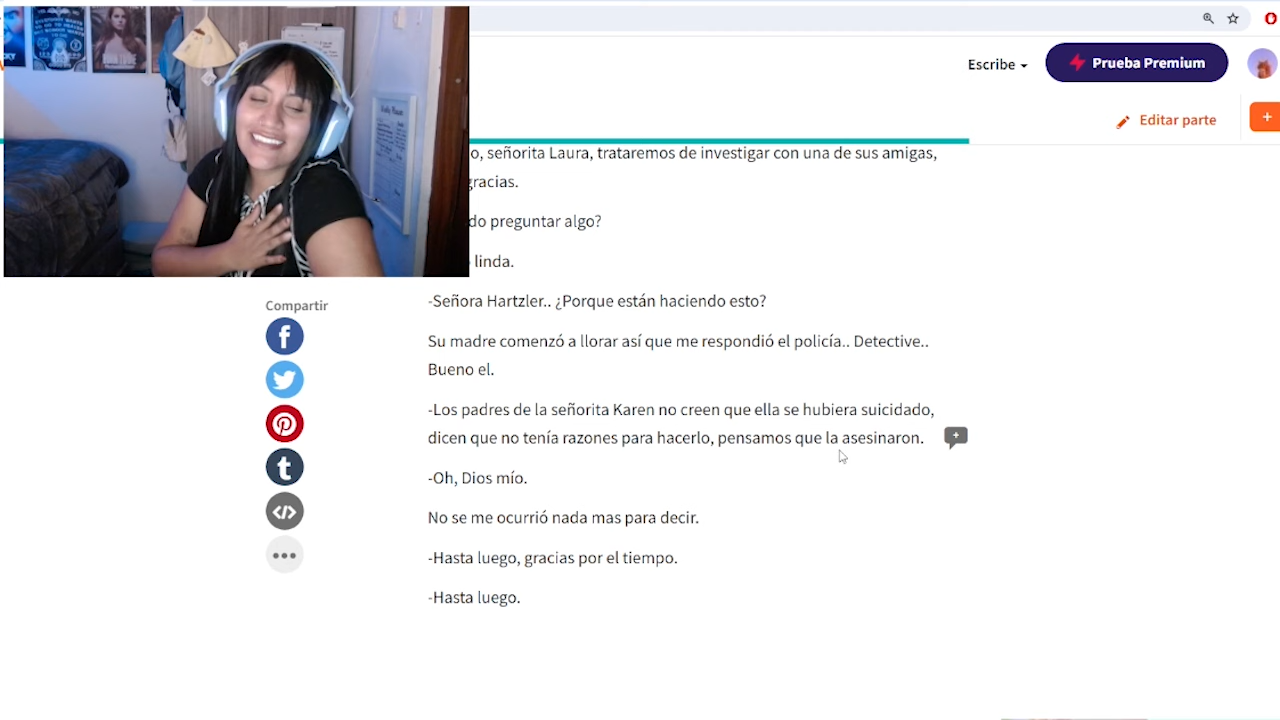 Escribe
Prueba Premium
Editar parte
señorita Laura, trataremos de investigar con una de sus amigas,
gracias.
preguntar algo?
linda.
Compartir
-Señora Hartzler.. ¿Porque están haciendo esto?
Su madre comenzó a llorar así que me respondió el policía.. Detective..
Bueno el.
-Los padres de la señorita Karen no creen que ella se hubiera suicidado,
dicen que no tenía razones para hacerlo, pensamos que la asesinaron.
-Oh, Dios mío.
No se me ocurrió nada mas para decir.
-Hasta luego, gracias por el tiempo.
-Hasta luego.